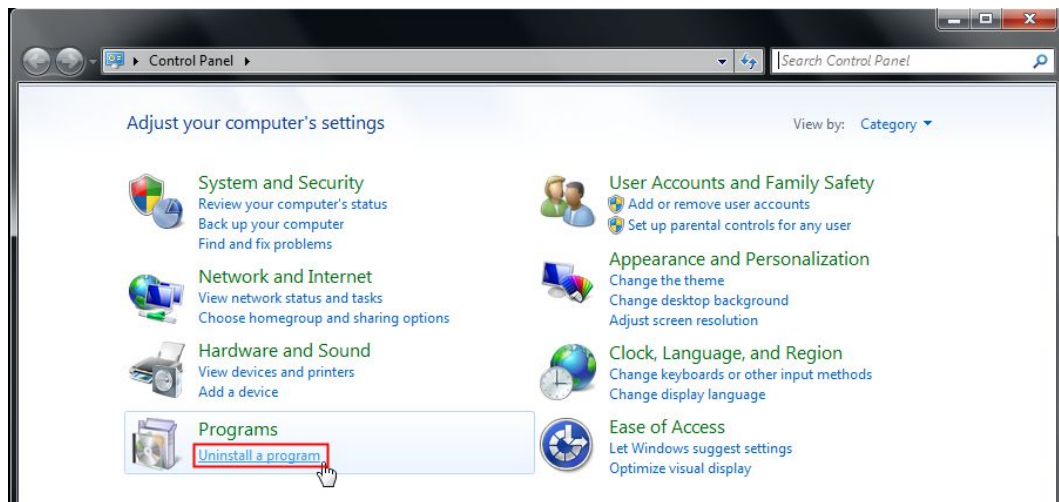 Control Panel
Search Control Panel
Adjust your computer's settings
View by: Category
System and Security
Review your computer's status
Back up your computer
Find and fix problems
Network and Internet
View network status and tasks
Choose homegroup and sharing options
Hardware and Sound
View devices and printers
Add a device
Programs
Uninstall a program
User Accounts and Family Safety
Add or remove user accounts
Set up parental controls for any user
Appearance and Personalization
Change the theme
Change desktop background
Adjust screen resolution
Clock, Language, and Region
Change keyboards or other input methods
Change display language
Ease of Access
Let Windows suggest settings
Optimize visual display